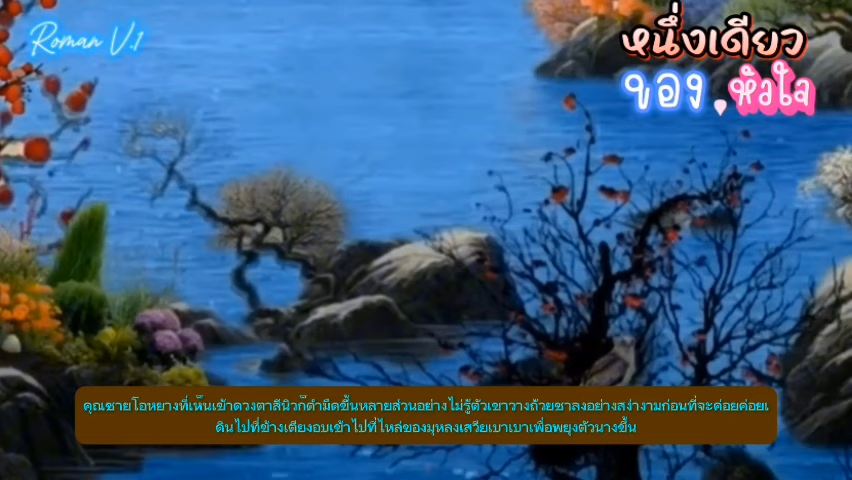 Roman V.1
หนึ่งเดียว
ของ
หัวใจ
คุณชายโอหยางที่เห็นเข้าดวงตาสีนิวก็ดำมืดขึ้นหลายส่วนอย่างไม่รู้ตัวเขาวางถ้วยชาลงอย่างสง่างามก่อนที่จะค่อยค่อยเ
ดินไปที่ข้างเตียงอบเข้าไปที่ไหล่ของมุหลงเสวียเบาเบาเพื่อพยุงตัวนางขึ้น